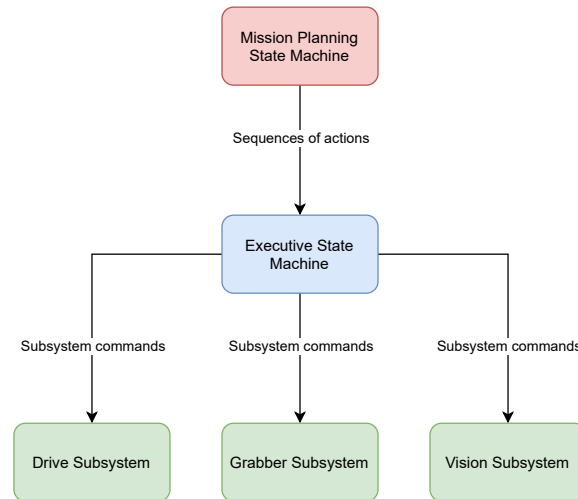 Mission Planning
State Machine
Sequences of actions
Executive State
Machine
Subsystem commands
Subsystem commands
Subsystem commands
Drive Subsystem
Grabber Subsystem
Vision Subsystem